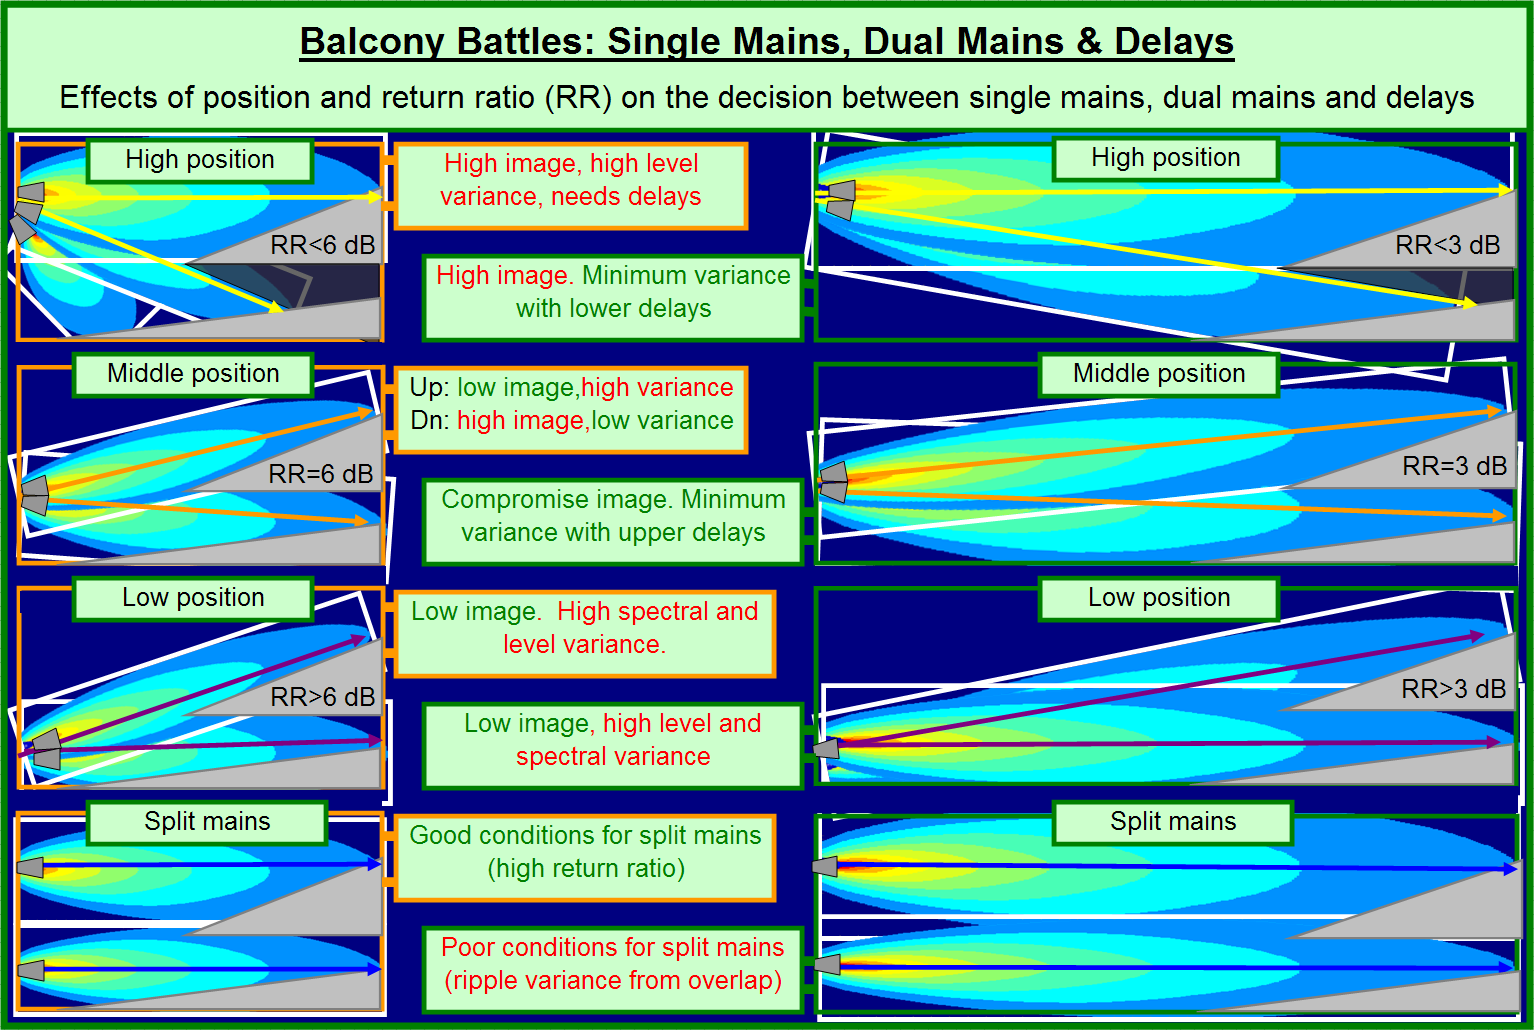 Balcony Battles: Single Mains, Dual Mains & Delays
Effects of position and return ratio (RR) on the decision between single mains, dual mains and delays
High position
RR<6 dB
High image, high level
variance, needs delays
High position
RR<3 dB
High image. Minimum variance
with lower delays
Middle position
RR=6 dB
Up: low image,high variance
Dn: high image,low variance
Middle position
RR=3 dB
Compromise image. Minimum
variance with upper delays
Low position
RR>6 dB
Low image.  High spectral and
level variance.
Low position
RR>3 dB
Low image, high level and
spectral variance
Split mains
Good conditions for split mains
(high return ratio)
Split mains
Poor conditions for split mains
(ripple variance from overlap)